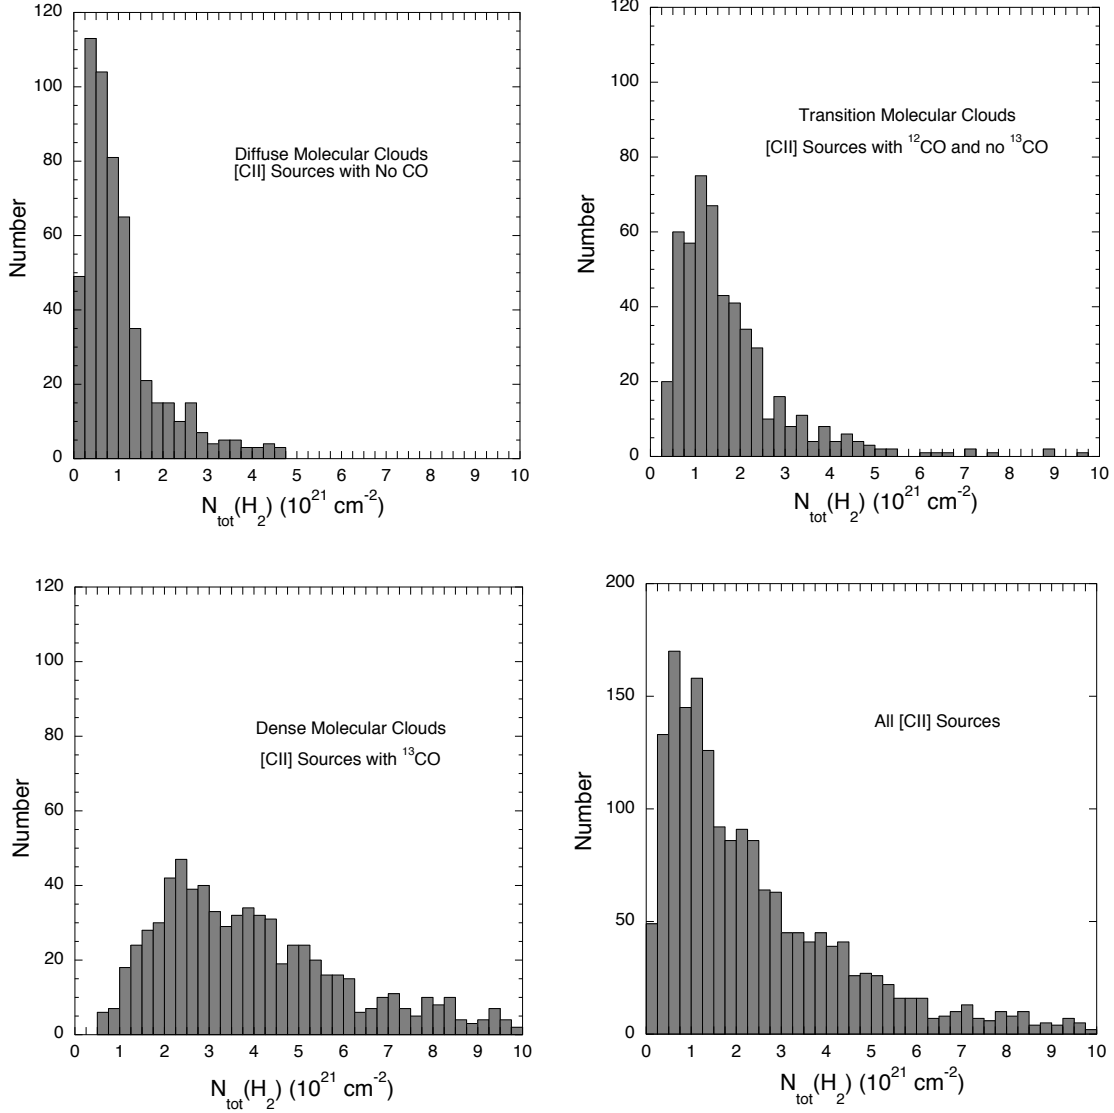 120
100
80
60
40
20
0
Number
Diffuse Molecular Clouds
[CII] Sources with No CO
0 1 2 3 4 5 6 7 8 9 10
N_tot(H_2) (10^21 cm^-2)
120
100
80
60
40
20
0
Number
Transition Molecular Clouds
[CII] Sources with ^12CO and no ^13CO
0 1 2 3 4 5 6 7 8 9 10
N_tot(H_2) (10^21 cm^-2)
120
100
80
60
40
20
0
Number
Dense Molecular Clouds
[CII] Sources with ^13CO
0 1 2 3 4 5 6 7 8 9 10
N_tot(H_2) (10^21 cm^-2)
200
150
100
50
0
Number
All [CII] Sources
0 1 2 3 4 5 6 7 8 9 10
N_tot(H_2) (10^21 cm^-2)